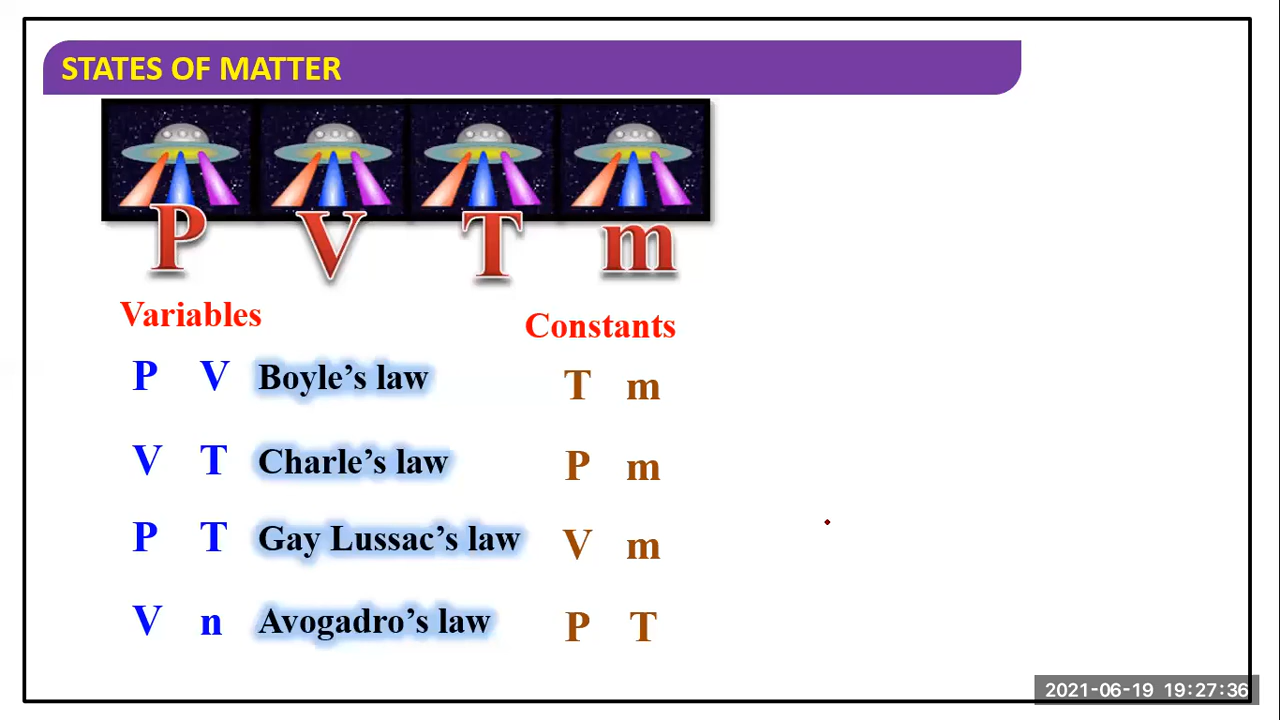 STATES OF MATTER
P V T m
Variables
Constants
P V Boyle’s law T m
V T Charle’s law P m
P T Gay Lussac’s law V m
V n Avogadro’s law P T
2021-06-19 19:27:36